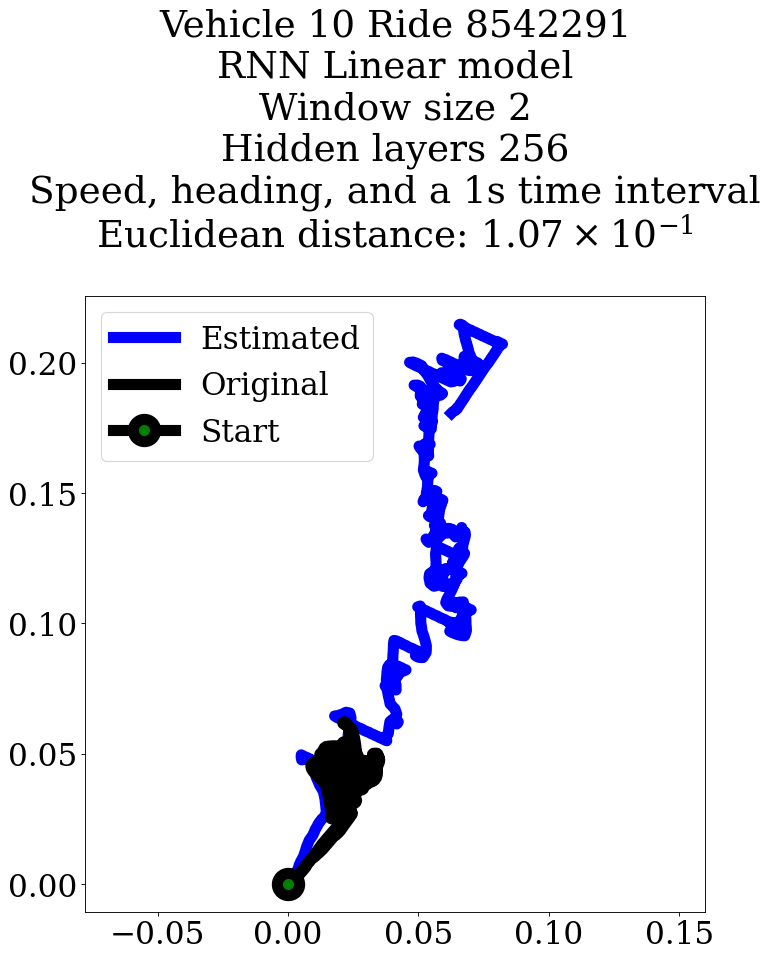 Vehicle 10 Ride 8542291
RNN Linear model
Window size 2
Hidden layers 256
Speed, heading, and a 1s time interval
Euclidean distance: 1.07 × 10⁻¹
Estimated
Original
Start
0.20
0.15
0.10
0.05
0.00
−0.05
0.00
0.05
0.10
0.15